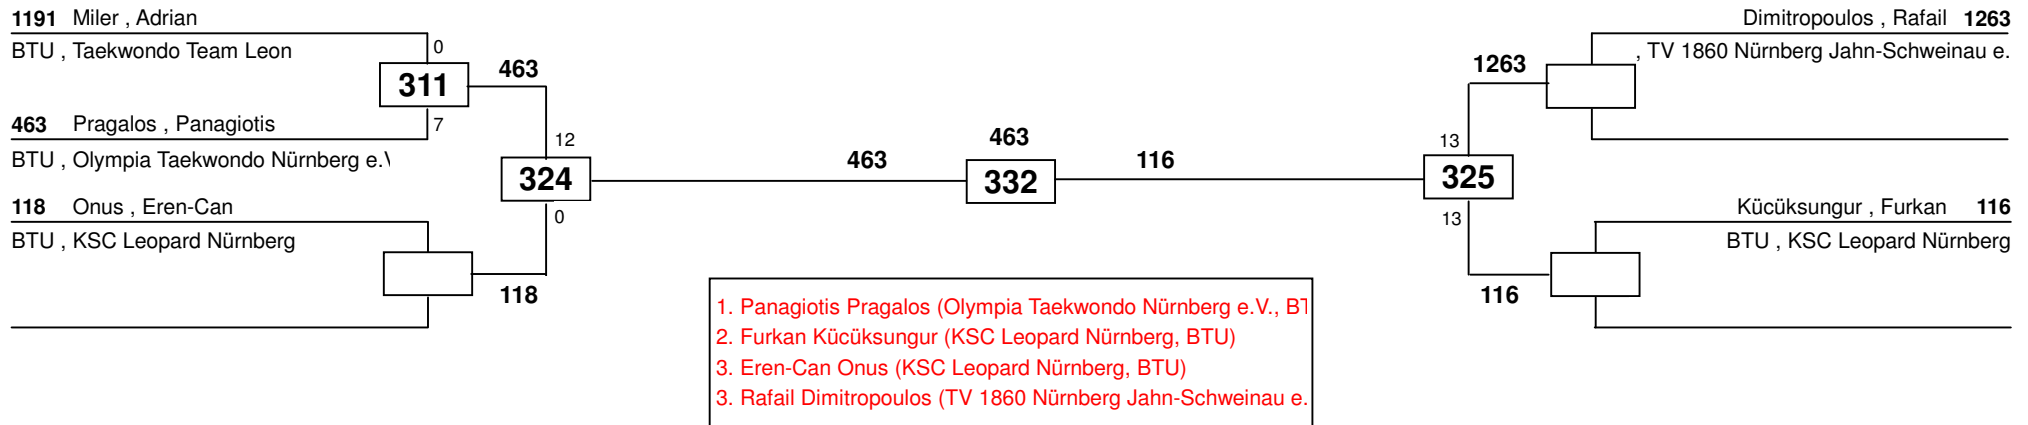 1191 Miler , Adrian
BTU , Taekwondo Team Leon
0
311
463
7
463 Pragalos , Panagiotis
BTU , Olympia Taekwondo Nürnberg e.V
12
324
0
118 Onus , Eren-Can
BTU , KSC Leopard Nürnberg
118
463
463
332
116
Dimitropoulos , Rafail 1263
, TV 1860 Nürnberg Jahn-Schweinau e.
1263
13
325
13
Kücüksungur , Furkan 116
BTU , KSC Leopard Nürnberg
116
1. Panagiotis Pragalos (Olympia Taekwondo Nürnberg e.V., BT
2. Furkan Kücüksungur (KSC Leopard Nürnberg, BTU)
3. Eren-Can Onus (KSC Leopard Nürnberg, BTU)
3. Rafail Dimitropoulos (TV 1860 Nürnberg Jahn-Schweinau e.